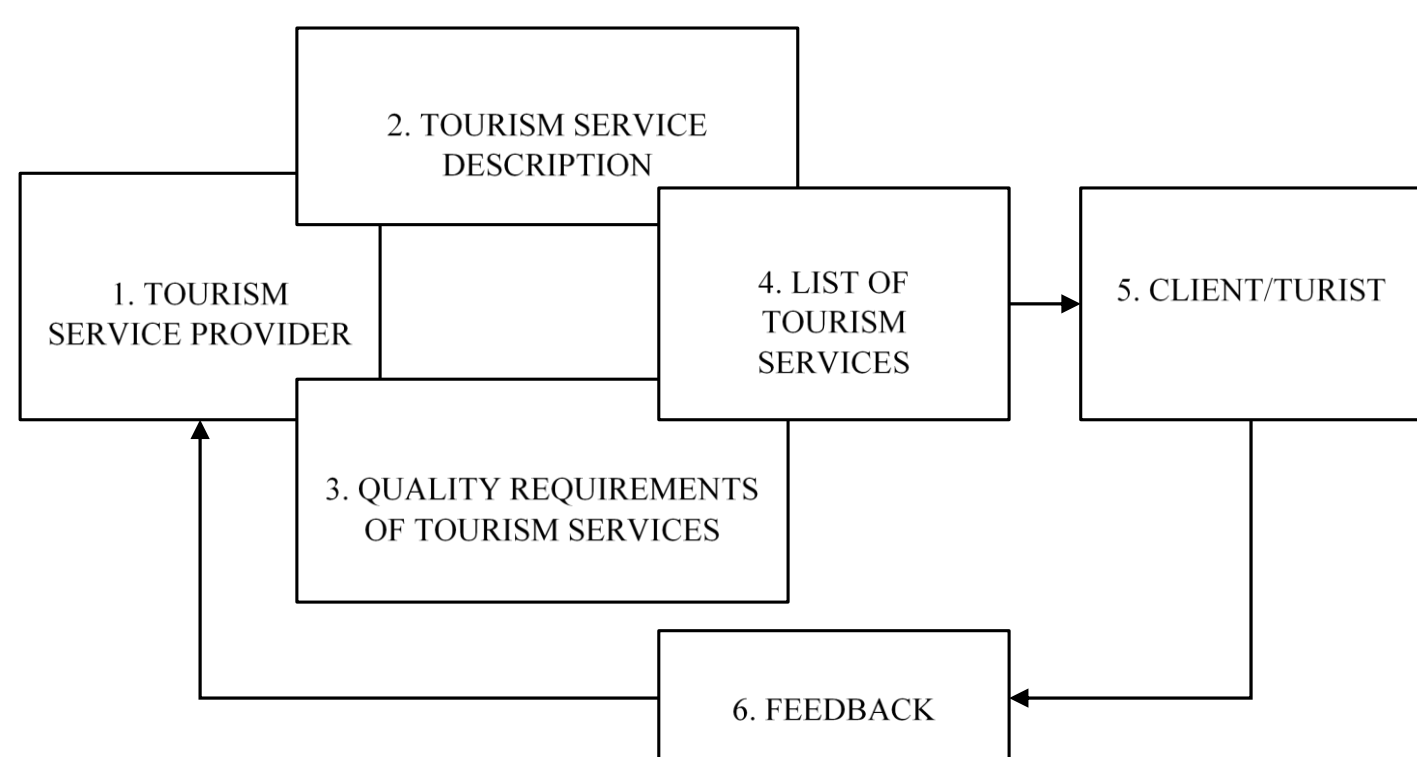 2. TOURISM SERVICE
DESCRIPTION
1. TOURISM
SERVICE PROVIDER
4. LIST OF
TOURISM
SERVICES
5. CLIENT/TURIST
3. QUALITY REQUIREMENTS
OF TOURISM SERVICES
6. FEEDBACK